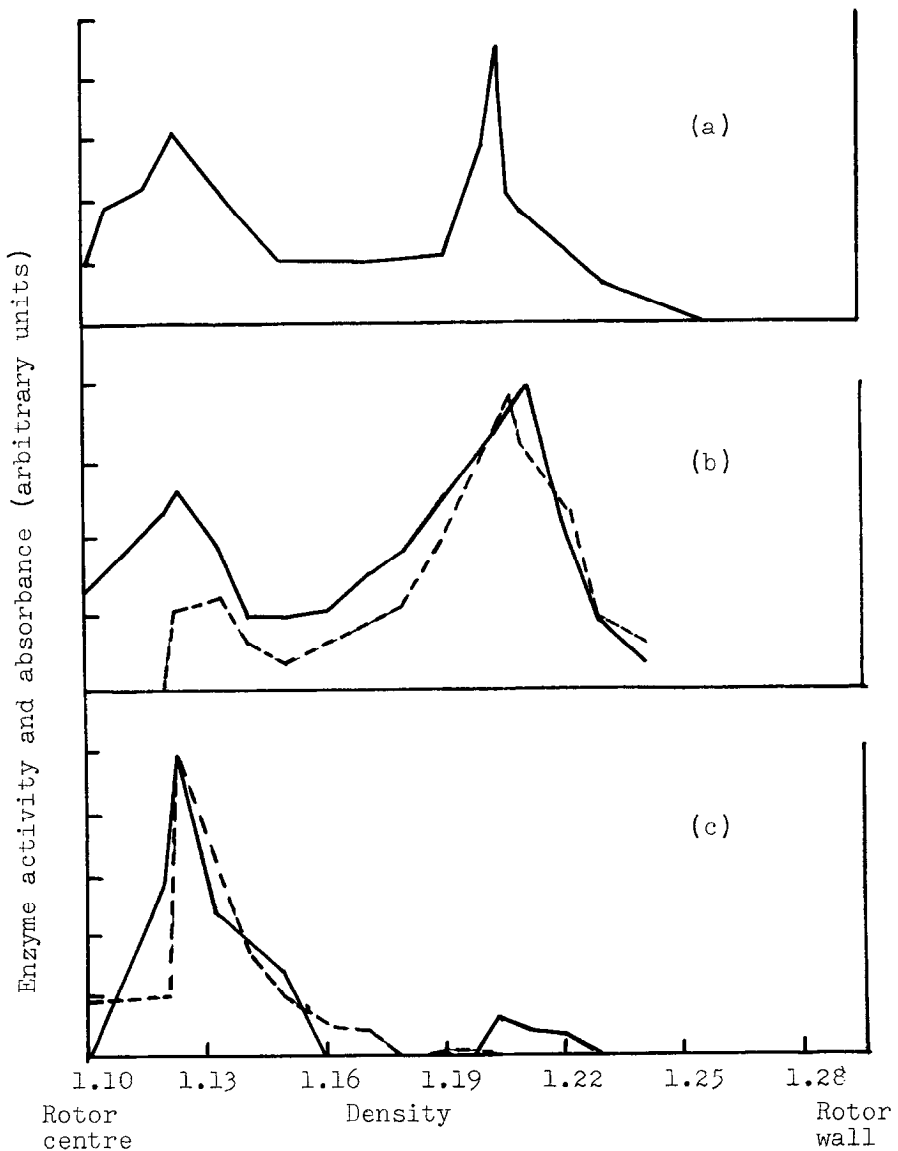 (a)
(b)
(c)
Enzyme activity and absorbance (arbitrary units)
1.10 1.13 1.16 1.19 1.22 1.25 1.28
Rotor centre
Density
Rotor wall